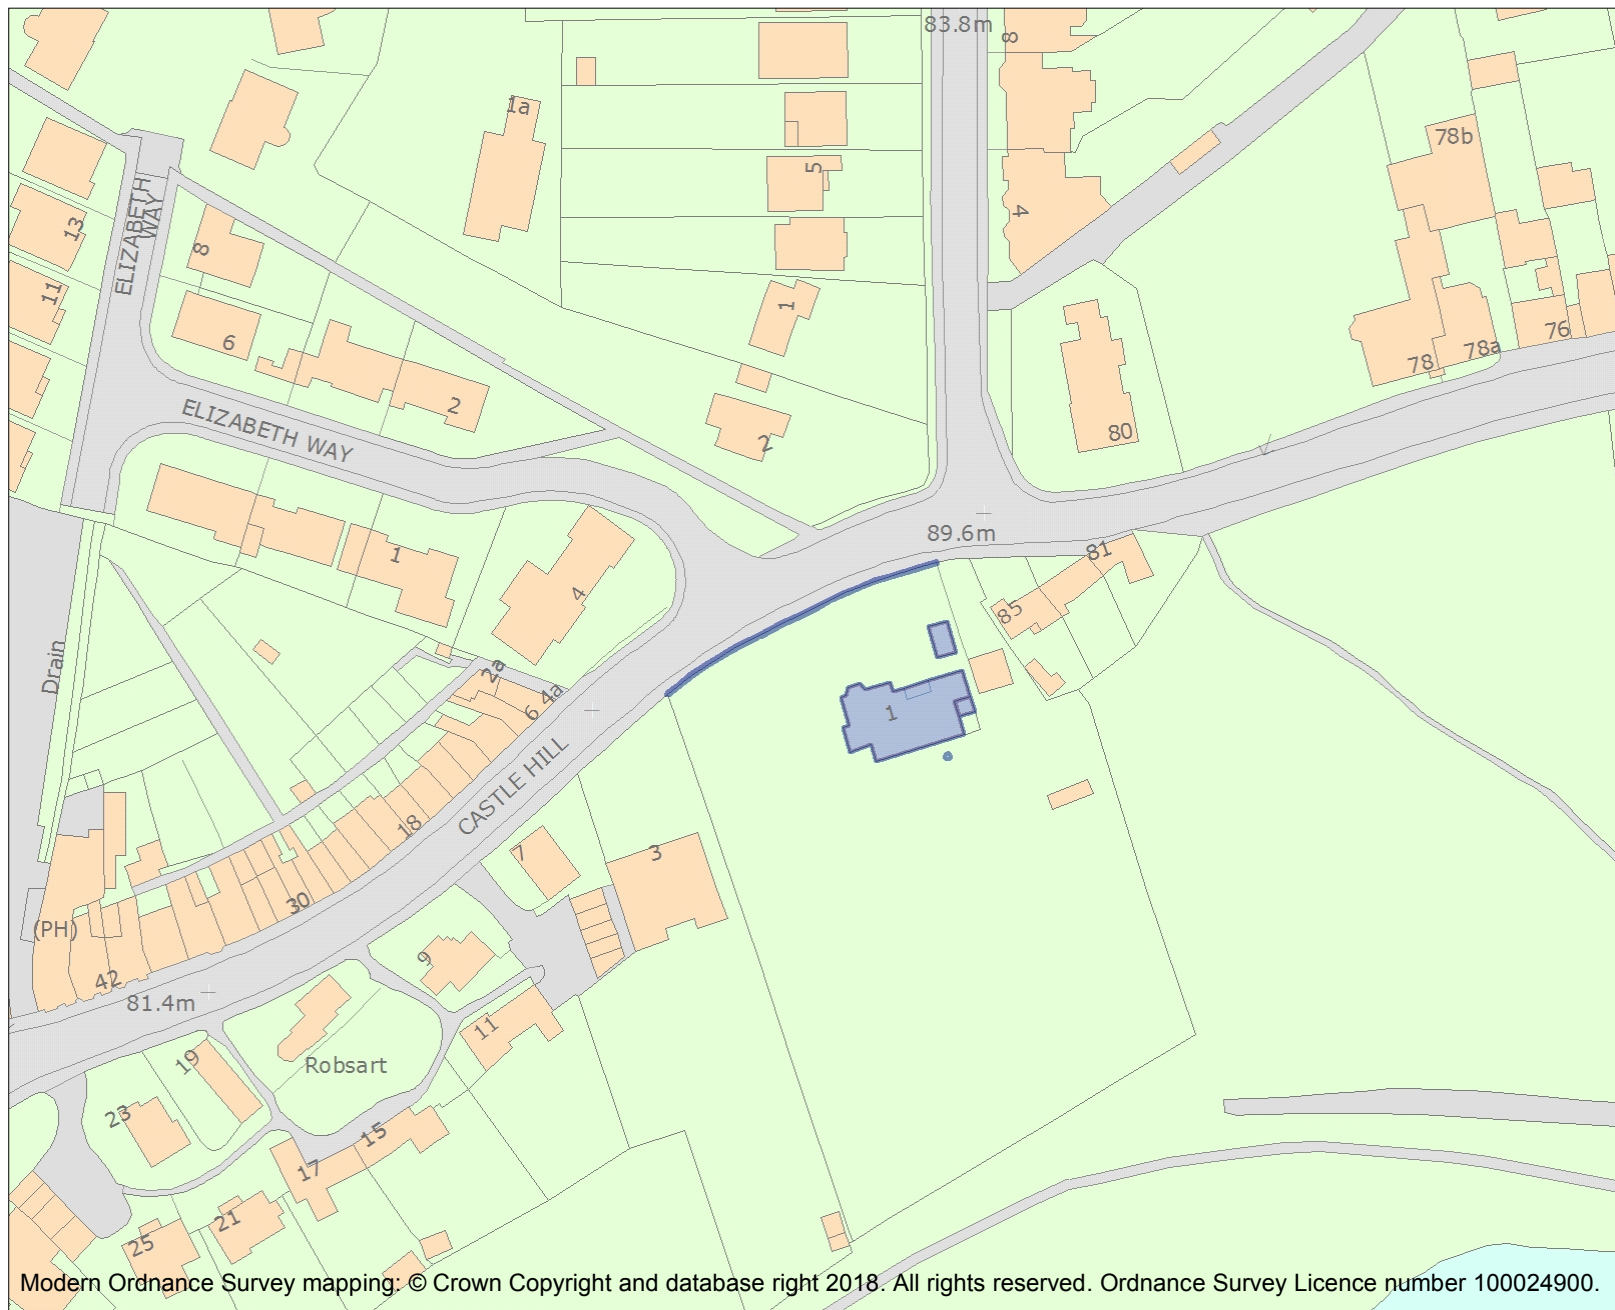 83.8m
8
1a
78b
5
13
4
ELIZABETH
WAY
8
11
1
6
78
78a
76
2
ELIZABETH WAY
2
80
89.6m
81
1
4
85
Drain
2a
6
4a
1
CASTLE HILL
18
7
3
30
(PH)
9
42
81.4m
11
Robsart
19
23
15
17
21
25
Modern Ordnance Survey mapping: © Crown Copyright and database right 2018. All rights reserved. Ordnance Survey Licence number 100024900.